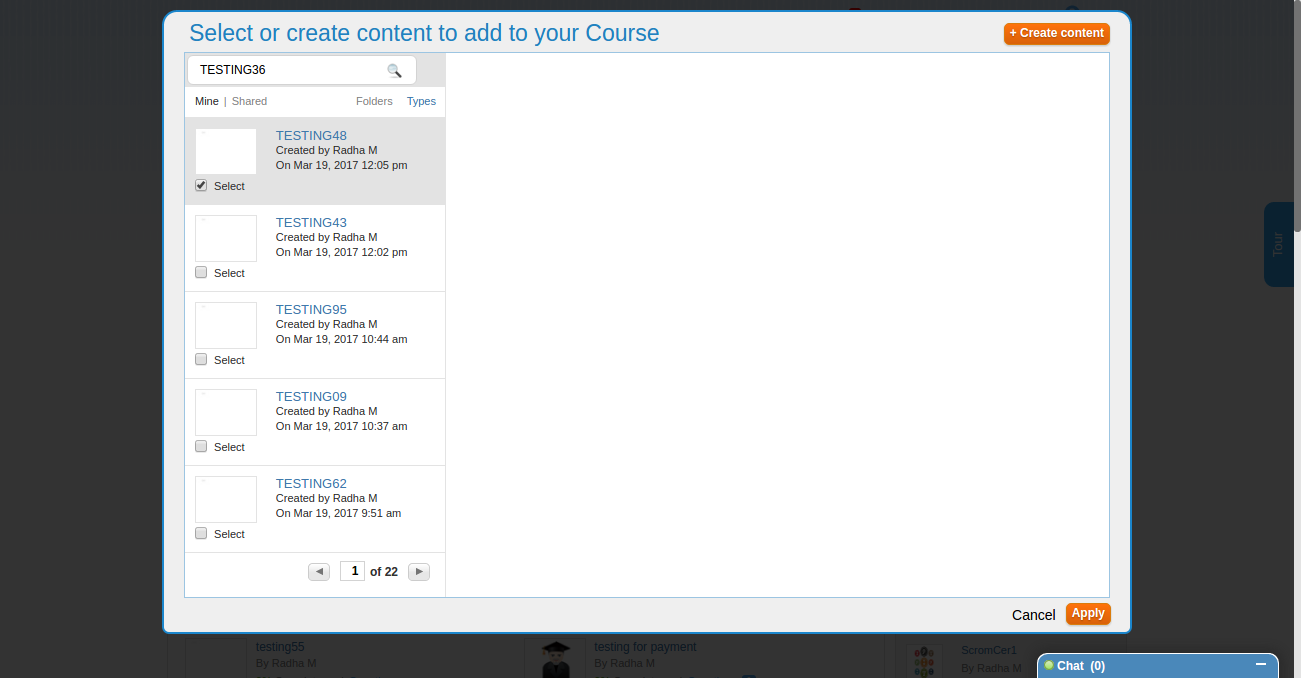 Select or create content to add to your Course
+ Create content
TESTING36
Mine | Shared Folders Types
TESTING48
Created by Radha M
On Mar 19, 2017 12:05 pm
Select
TESTING43
Created by Radha M
On Mar 19, 2017 12:02 pm
Select
TESTING95
Created by Radha M
On Mar 19, 2017 10:44 am
Select
TESTING09
Created by Radha M
On Mar 19, 2017 10:37 am
Select
TESTING62
Created by Radha M
On Mar 19, 2017 9:51 am
Select
1 of 22
Cancel Apply
Tour
testing55
By Radha M
testing for payment
By Radha M
ScromCer1
By Radha M
Chat (0)